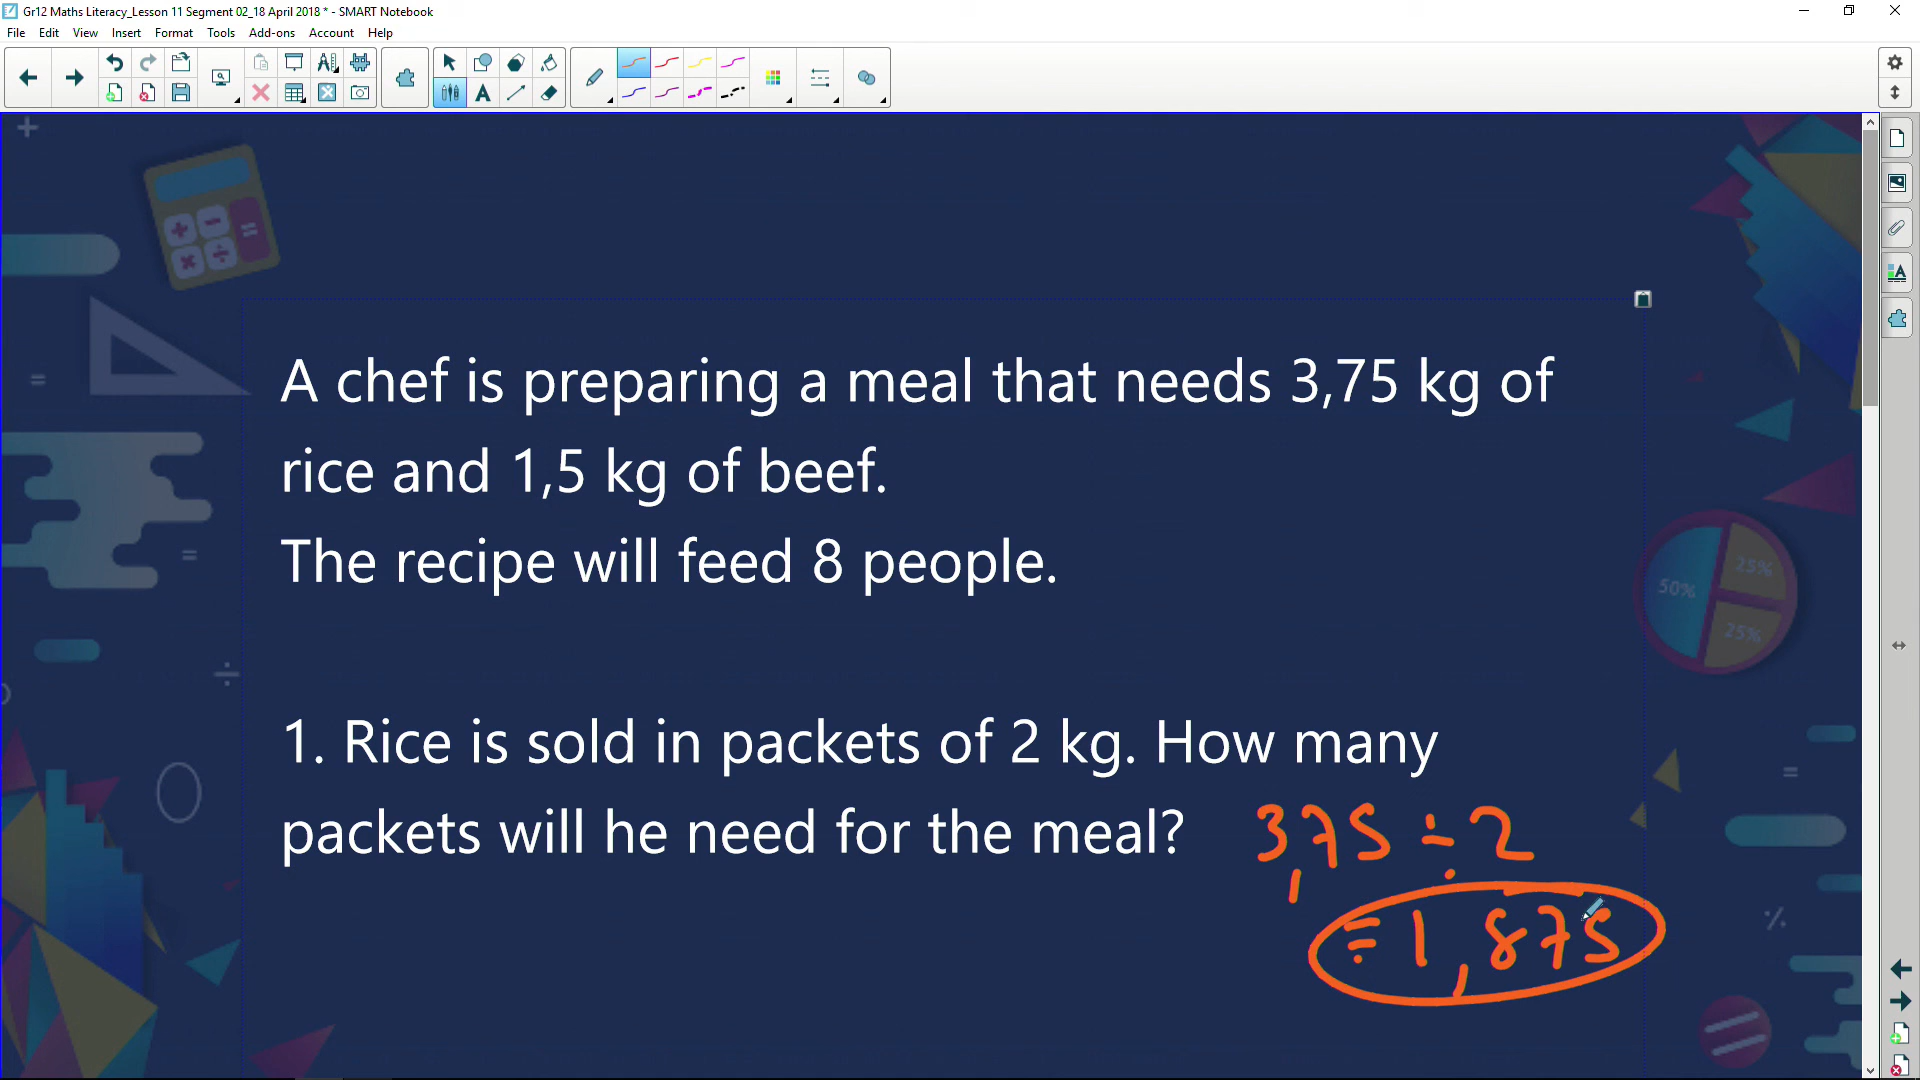 Gr12 Maths Literacy_Lesson 11 Segment 02_18 April 2018 * - SMART Notebook
File Edit View Insert Format Tools Add-ons Account Help
A chef is preparing a meal that needs 3,75 kg of
rice and 1,5 kg of beef.
The recipe will feed 8 people.
1. Rice is sold in packets of 2 kg. How many
packets will he need for the meal?
3,75 ÷ 2
= 1,875
50%
25%
25%